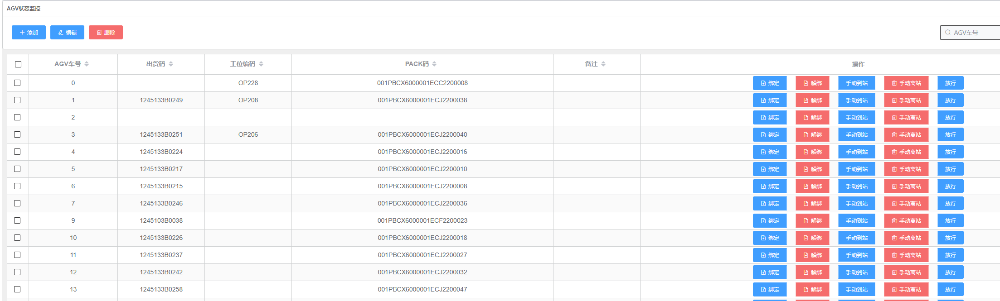 AGV状态监控
添加 编辑 删除 AGV车号
AGV车号 出货码 工位编码 PACK码 备注 操作
0 OP228 001PBCX6000001ECC2200008 绑定 解绑 手动到站 手动离站 放行
1 1245133B0249 OP208 001PBCX6000001ECJ2200038 绑定 解绑 手动到站 手动离站 放行
2 绑定 解绑 手动到站 手动离站 放行
3 1245133B0251 OP206 001PBCX6000001ECJ2200040 绑定 解绑 手动到站 手动离站 放行
4 1245133B0224 001PBCX6000001ECJ2200016 绑定 解绑 手动到站 手动离站 放行
5 1245133B0217 001PBCX6000001ECJ2200010 绑定 解绑 手动到站 手动离站 放行
6 1245133B0215 001PBCX6000001ECJ2200008 绑定 解绑 手动到站 手动离站 放行
7 1245133B0246 001PBCX6000001ECJ2200036 绑定 解绑 手动到站 手动离站 放行
9 1245103B0038 001PBCX6000001ECF2200023 绑定 解绑 手动到站 手动离站 放行
10 1245133B0226 001PBCX6000001ECJ2200018 绑定 解绑 手动到站 手动离站 放行
11 1245133B0237 001PBCX6000001ECJ2200027 绑定 解绑 手动到站 手动离站 放行
12 1245133B0242 001PBCX6000001ECJ2200032 绑定 解绑 手动到站 手动离站 放行
13 1245133B0258 001PBCX6000001ECJ2200047 绑定 解绑 手动到站 手动离站 放行